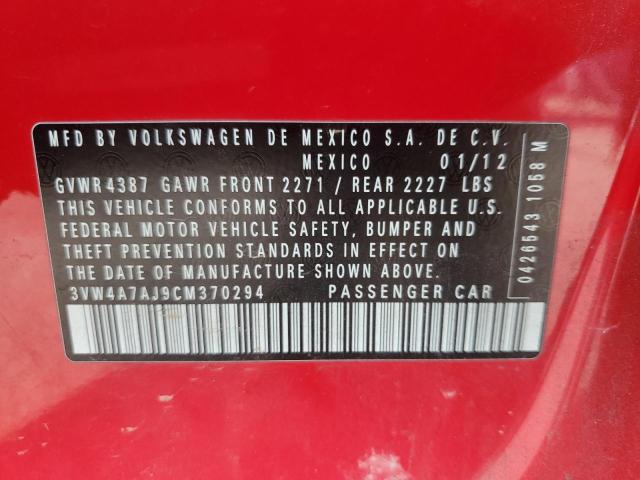 MFD BY VOLKSWAGEN DE MEXICO S.A. DE C.V.
MEXICO 01/12
GVWR 4387 GAWR FRONT 2271 / REAR 2227 LBS
THIS VEHICLE CONFORMS TO ALL APPLICABLE U.S.
FEDERAL MOTOR VEHICLE SAFETY, BUMPER AND
THEFT PREVENTION STANDARDS IN EFFECT ON
THE DATE OF MANUFACTURE SHOWN ABOVE.
3VW4A7AJ9CM370294 PASSENGER CAR
0426543 1058 M